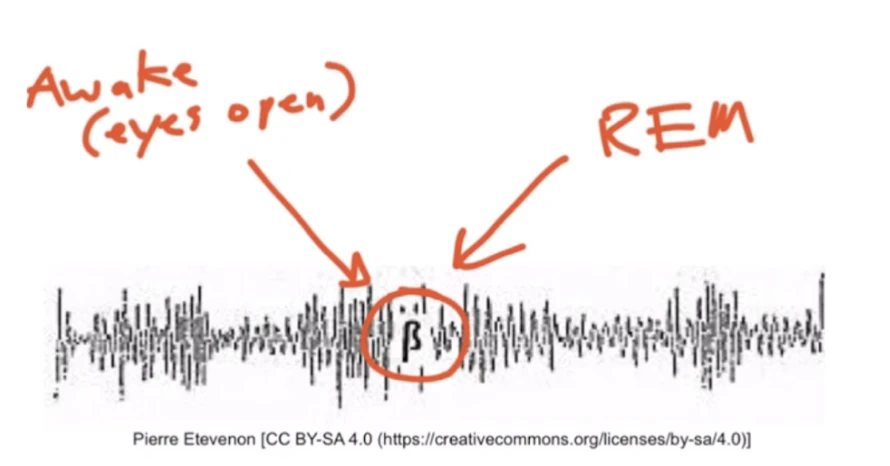 Awake
(eyes open)
REM
β
Pierre Etevenon [CC BY-SA 4.0 (https://creativecommons.org/licenses/by-sa/4.0)]